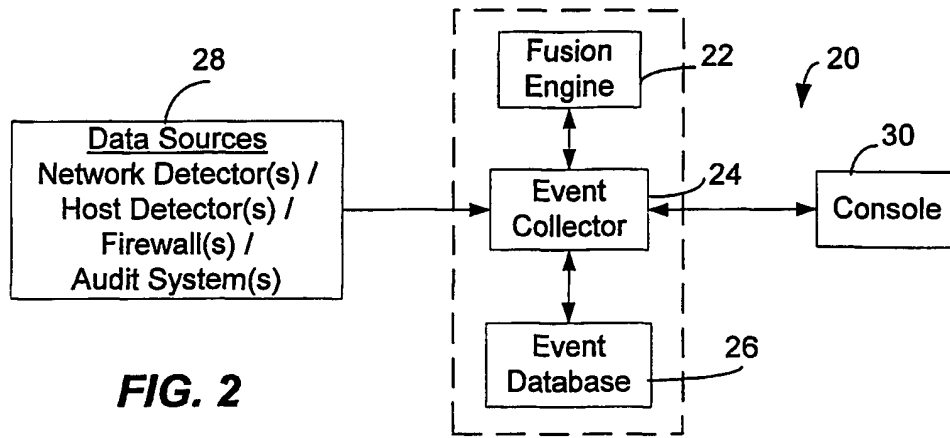 28
Data Sources
Network Detector(s) /
Host Detector(s) /
Firewall(s) /
Audit System(s)
Fusion
Engine
22
20
Event
Collector
24
30
Console
Event
Database
26
FIG. 2